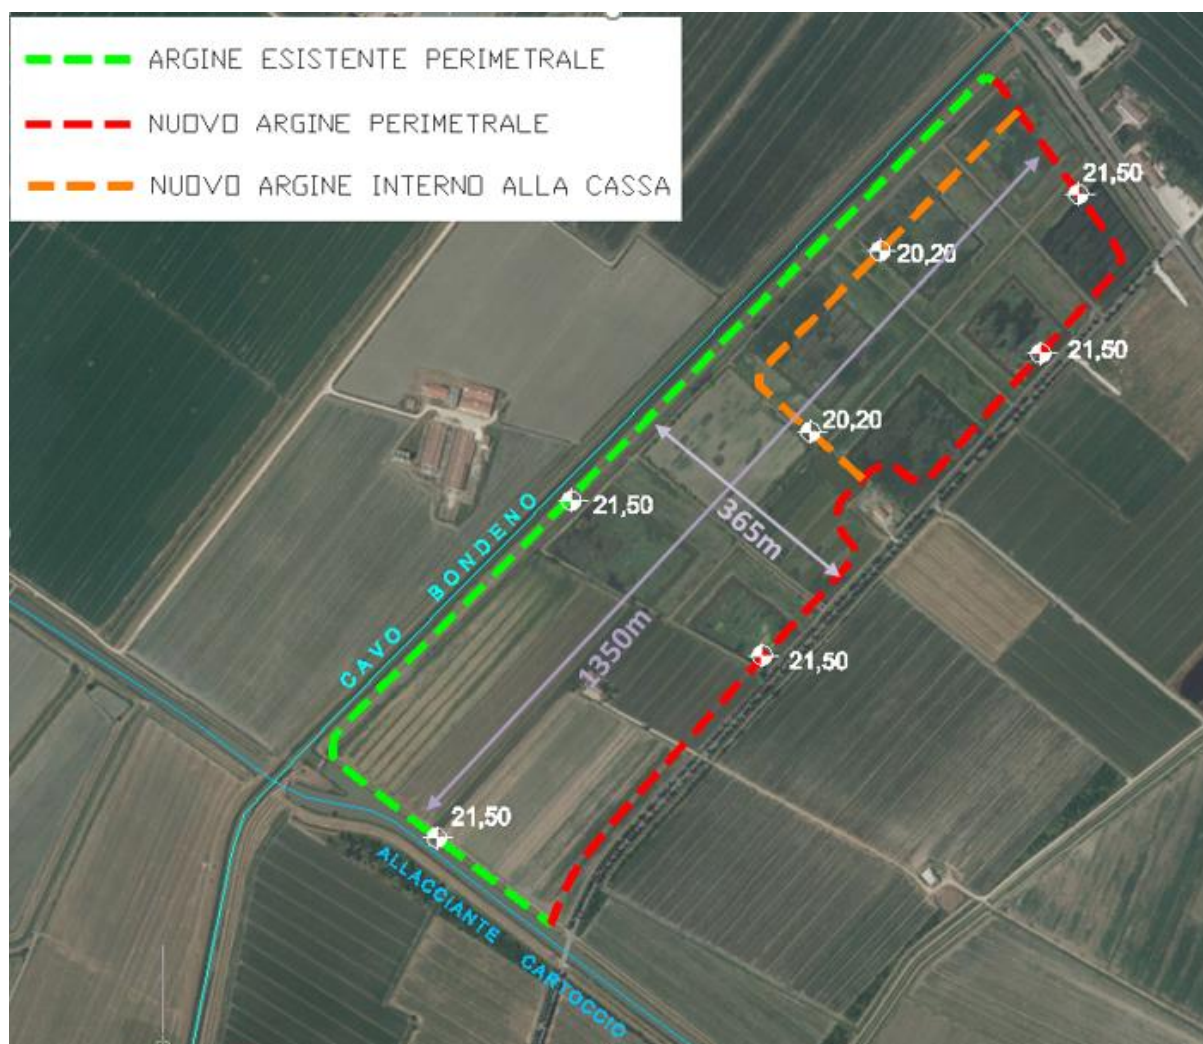 ARGINE ESISTENTE PERIMETRALE
NUOVO ARGINE PERIMETRALE
NUOVO ARGINE INTERNO ALLA CASSA
21,50
20,20
21,50
20,20
21,50
365m
CAVO BONDENO
1350m
21,50
21,50
ALLACCIANTE CARTOCCIO